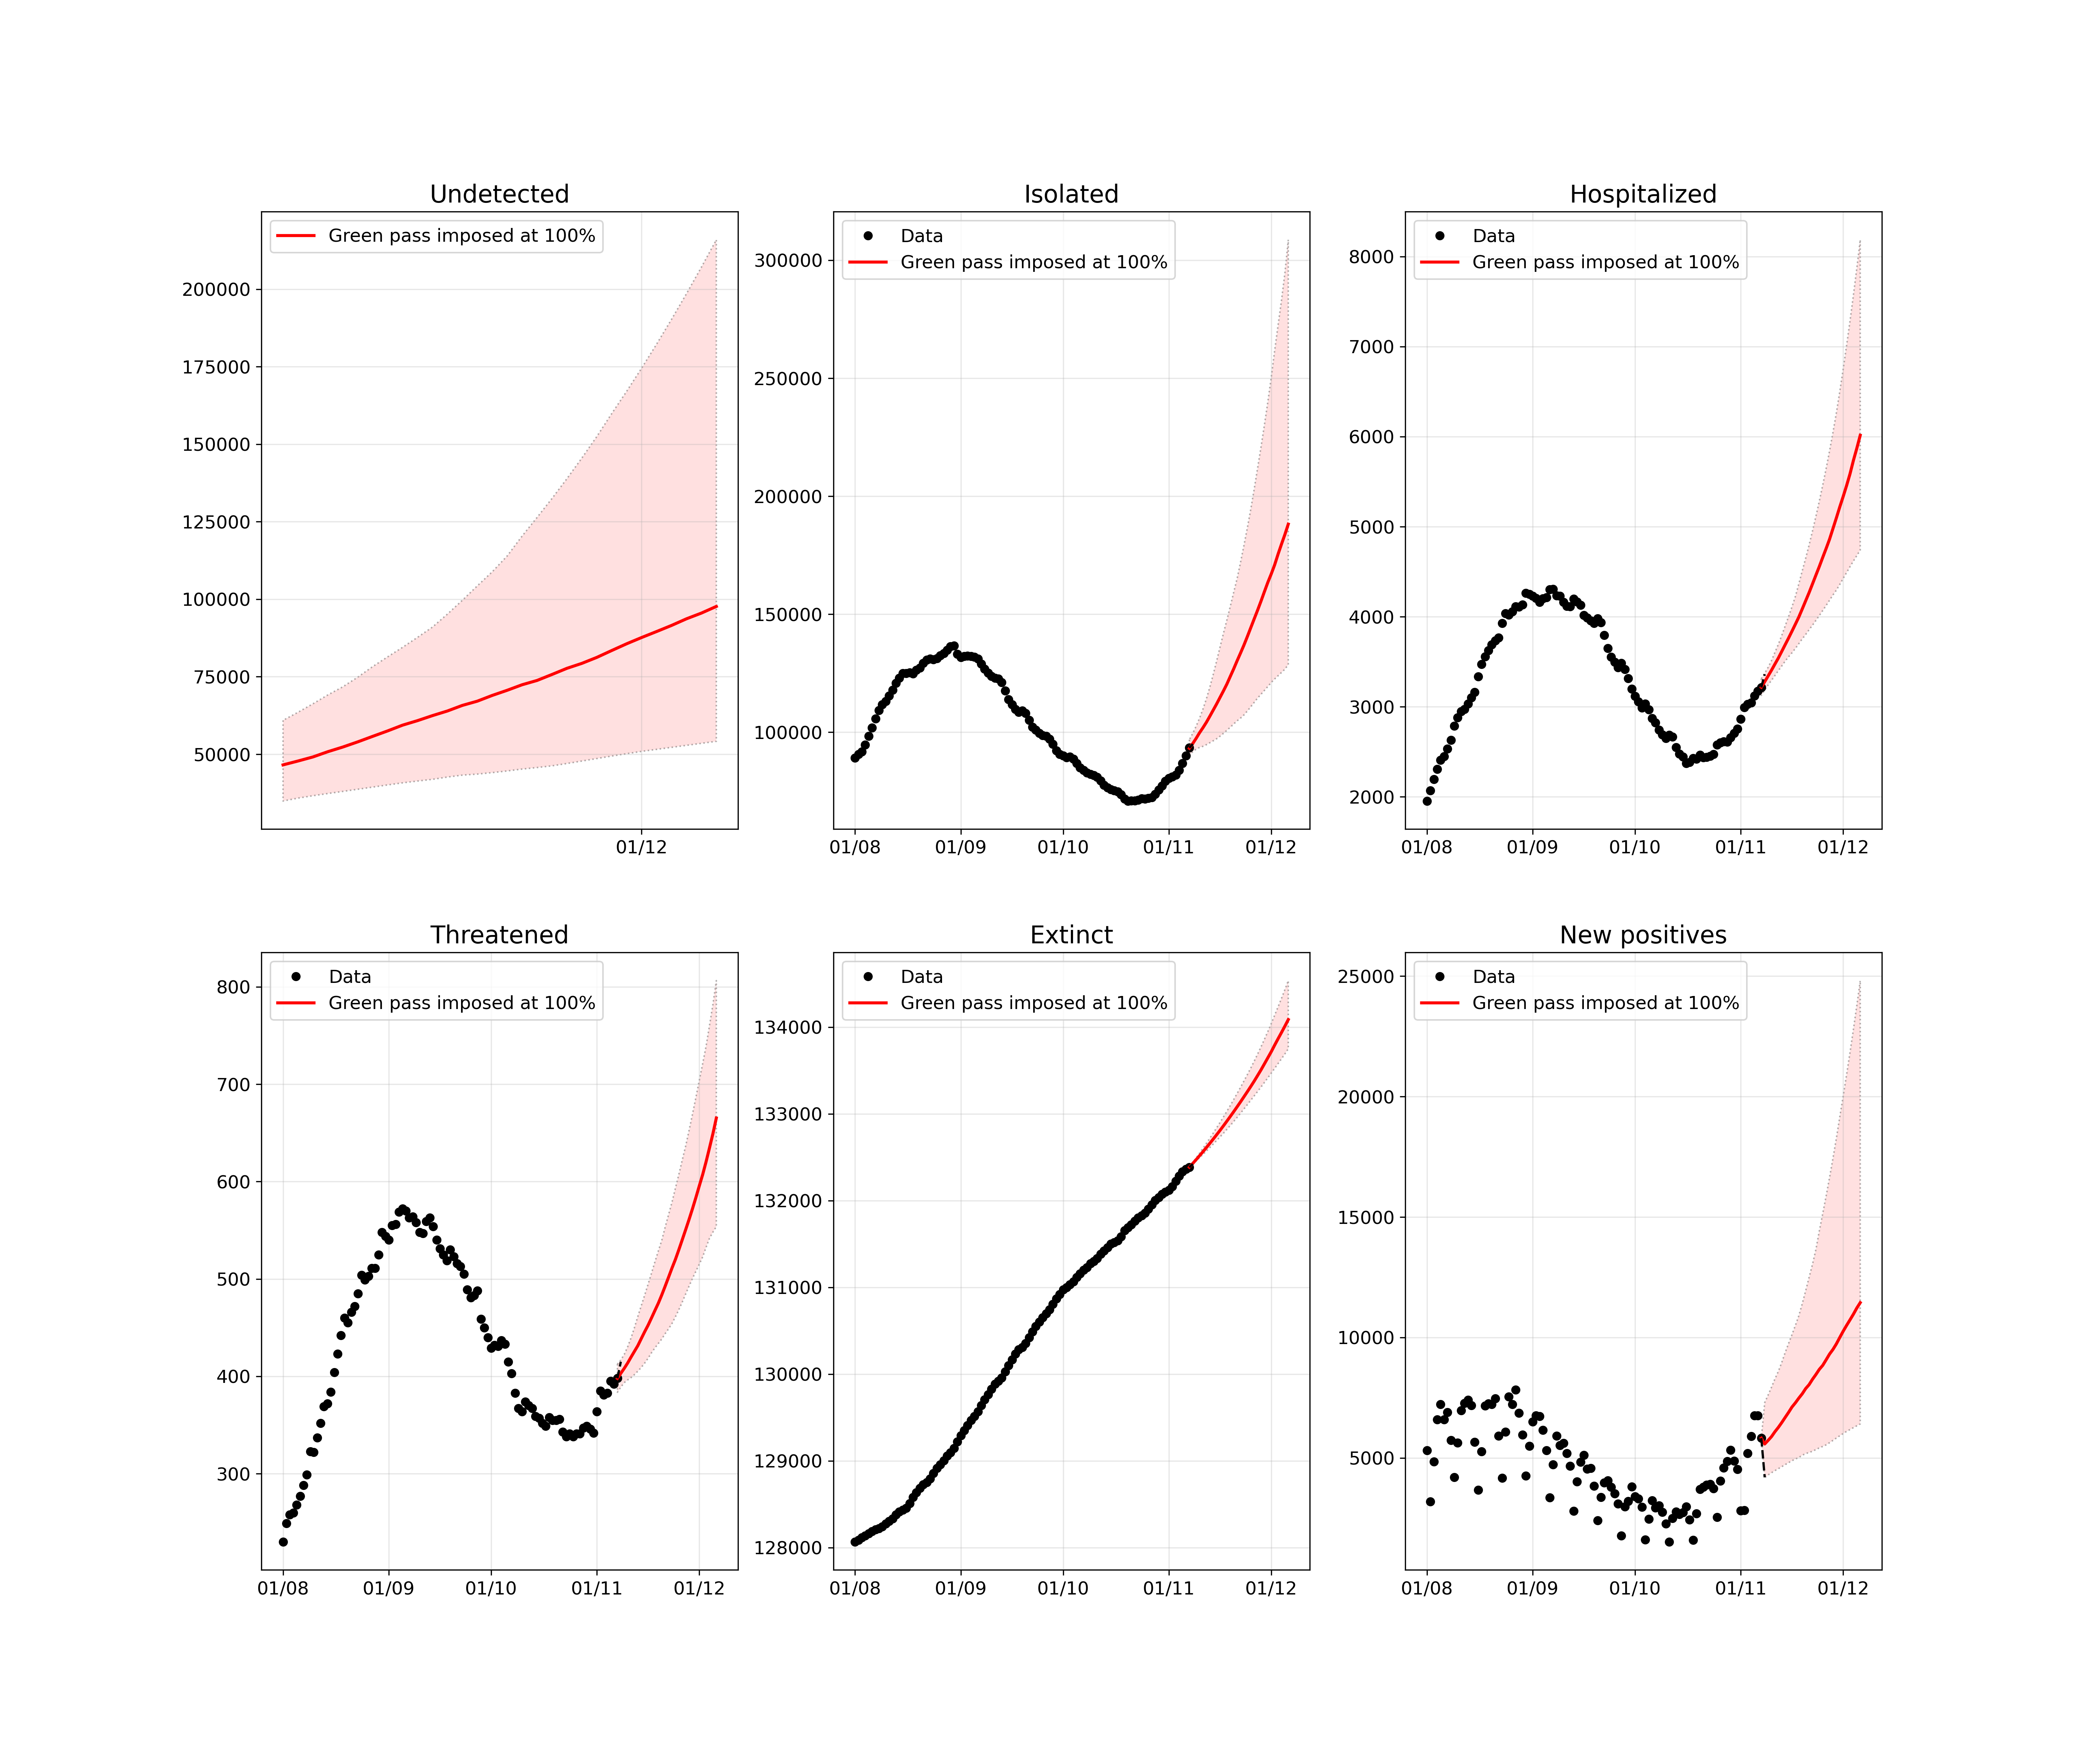 Undetected
Green pass imposed at 100%
200000
175000
150000
125000
100000
75000
50000
01/12
Isolated
Data
Green pass imposed at 100%
300000
250000
200000
150000
100000
01/08 01/09 01/10 01/11 01/12
Hospitalized
Data
Green pass imposed at 100%
8000
7000
6000
5000
4000
3000
2000
01/08 01/09 01/10 01/11 01/12
Threatened
Data
Green pass imposed at 100%
800
700
600
500
400
300
01/08 01/09 01/10 01/11 01/12
Extinct
Data
Green pass imposed at 100%
134000
133000
132000
131000
130000
129000
128000
01/08 01/09 01/10 01/11 01/12
New positives
Data
Green pass imposed at 100%
25000
20000
15000
10000
5000
01/08 01/09 01/10 01/11 01/12